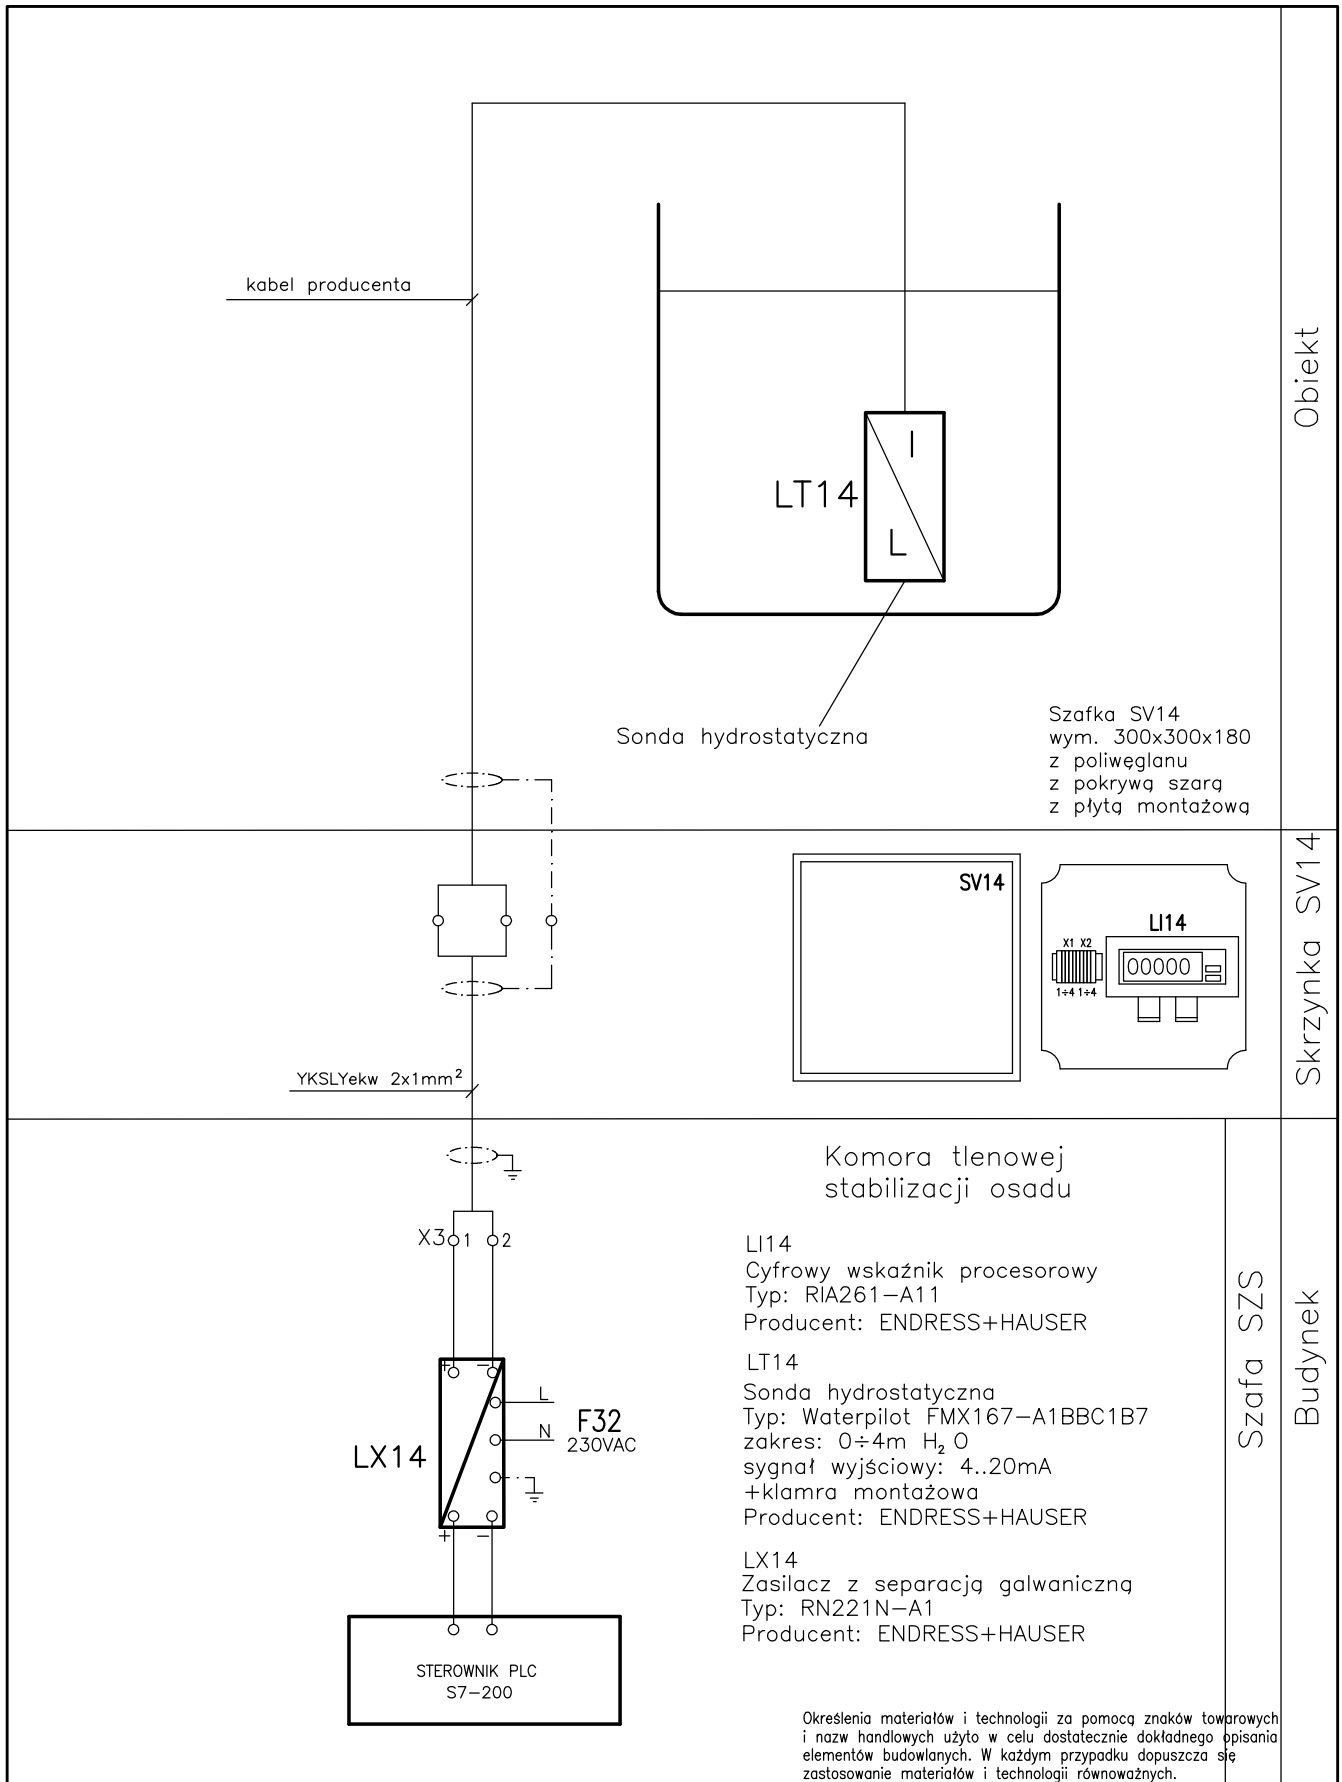 kabel producenta
Obiekt
I
LT14
L
Sonda hydrostatyczna
Szafka SV14
wym. 300x300x180
z poliwęglanu
z pokrywą szarą
z płytą montażową
Skrzynka SV14
SV14
LI14
X1 X2
00000
1÷4 1÷4
YKSLYekw 2x1mm²
Komora tlenowej
stabilizacji osadu
X3 1 2
LI14
Cyfrowy wskaźnik procesorowy
Typ: RIA261-A11
Producent: ENDRESS+HAUSER
Szafa SZS
Budynek
LT14
Sonda hydrostatyczna
Typ: Waterpilot FMX167-A1BBC1B7
zakres: 0÷4m H₂O
sygnał wyjściowy: 4..20mA
+klamra montażowa
Producent: ENDRESS+HAUSER
+ -
L
N
F32
230VAC
LX14
+ -
LX14
Zasilacz z separacją galwaniczną
Typ: RN221N-A1
Producent: ENDRESS+HAUSER
STEROWNIK PLC
S7-200
Określenia materiałów i technologii za pomocą znaków towarowych
i nazw handlowych użyto w celu dostatecznie dokładnego opisania
elementów budowlanych. W każdym przypadku dopuszcza się
zastosowanie materiałów i technologii równoważnych.